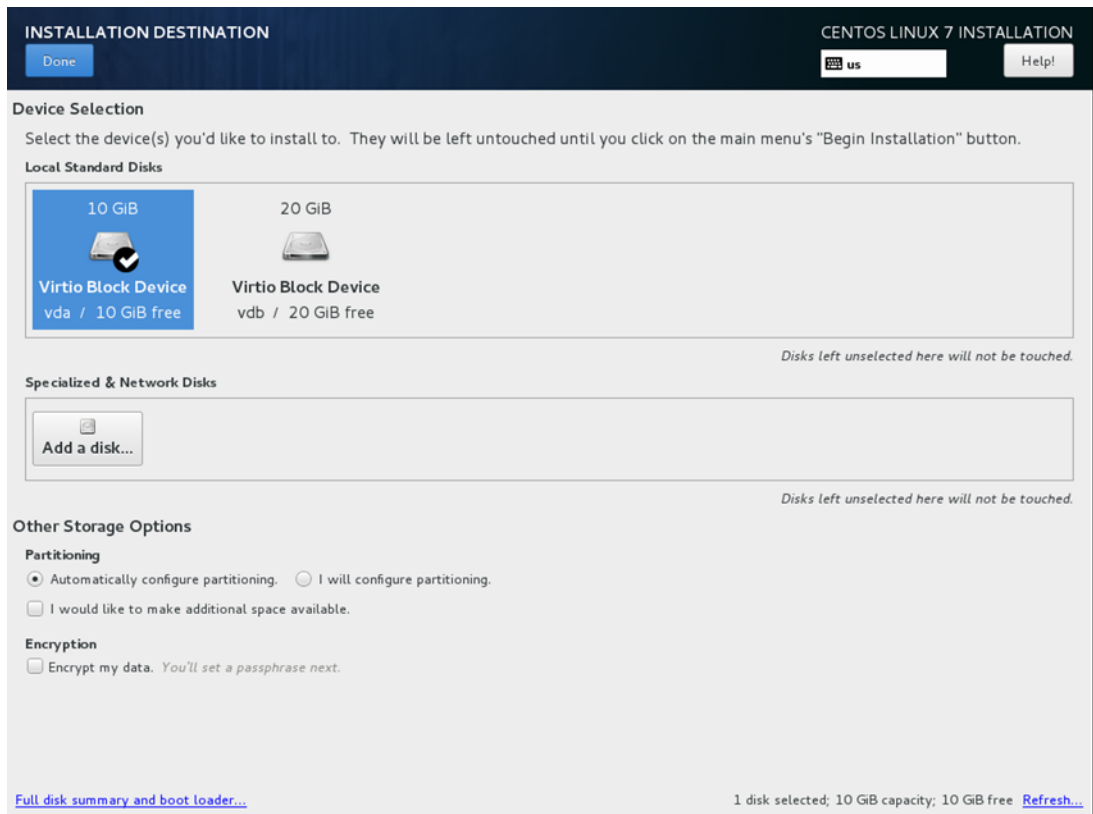 INSTALLATION DESTINATION
CENTOS LINUX 7 INSTALLATION
Done
us
Help!
Device Selection
Select the device(s) you'd like to install to.  They will be left untouched until you click on the main menu's "Begin Installation" button.
Local Standard Disks
10 GiB
Virtio Block Device
vda / 10 GiB free
20 GiB
Virtio Block Device
vdb / 20 GiB free
Disks left unselected here will not be touched.
Specialized & Network Disks
Add a disk...
Disks left unselected here will not be touched.
Other Storage Options
Partitioning
Automatically configure partitioning.
I will configure partitioning.
I would like to make additional space available.
Encryption
Encrypt my data. You'll set a passphrase next.
Full disk summary and boot loader...
1 disk selected; 10 GiB capacity; 10 GiB free Refresh...